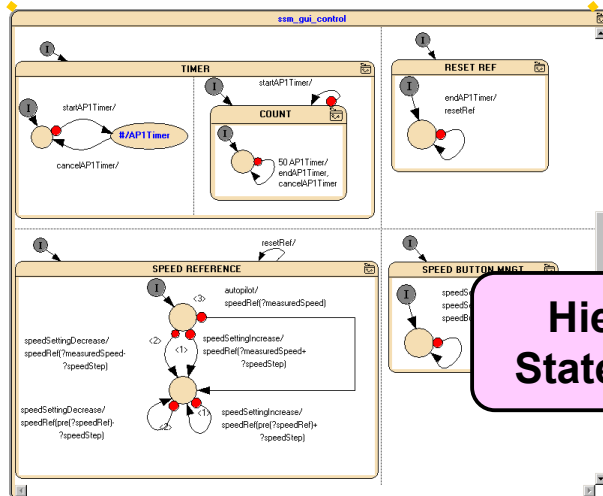 ssm_gui_control
I
I
TIMER
RESET REF
I
startAP1Timer/
#/AP1Timer
cancelAP1Timer/
I
startAP1Timer/
COUNT
I
50 AP1Timer/
endAP1Timer,
cancelAP1Timer
I
endAP1Timer/
resetRef
I
resetRef/
I
SPEED REFERENCE
SPEED BUTTON MNGT
I
<3>
autopilot/
speedRef(?measuredSpeed)
speedSettingDecrease/
speedRef(?measuredSpeed-
?speedStep)
<2>
<1>
speedSettingIncrease/
speedRef(?measuredSpeed+
?speedStep)
speedSettingDecrease/
speedRef(pre(?speedRef)-
?speedStep)
<2>
<1>
speedSettingIncrease/
speedRef(pre(?speedRef)+
?speedStep)
I